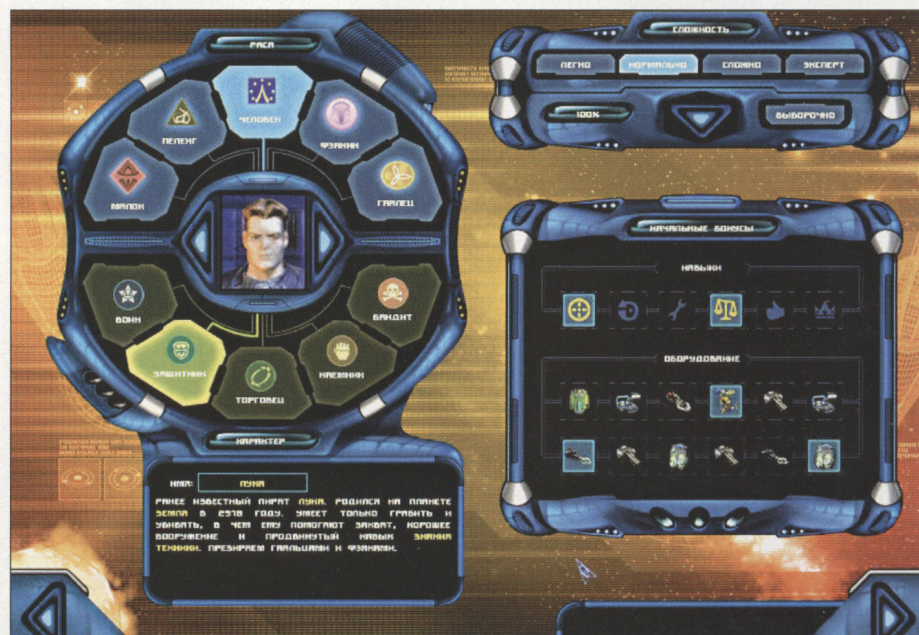 РАСА
ЧЕЛОВЕК
ПЕЛЕНГ
ФЭЯНИН
МАЛОК
ГААЛЕЦ
ВОИН
БАНДИТ
ЗАЩИТНИК
НАЕМНИК
ТОРГОВЕЦ
ХАРАКТЕР
ИМЯ: ЛУКА
РАНЕЕ ИЗВЕСТНЫЙ ПИРАТ ЛУКА. РОДИЛСЯ НА ПЛАНЕТЕ
ЗЕМЛЯ В 2978 ГОДУ. УМЕЕТ ТОЛЬКО ГРАБИТЬ И
УБИВАТЬ, В ЧЕМ ЕМУ ПОМОГАЮТ ЗАХВАТ, ХОРОШЕЕ
ВООРУЖЕНИЕ И ПРОДВИНУТЫЙ НАВЫК ЗНАНИЯ
ТЕХНИКИ. ПРЕЗИРАЕМ ГААЛЬЦАМИ И ФЭЯНАМИ.
СЛОЖНОСТЬ
ЛЕГКО НОРМАЛЬНО СЛОЖНО ЭКСПЕРТ
100% ВЫБОРОЧНО
НАЧАЛЬНЫЕ БОНУСЫ
НАВЫКИ
ОБОРУДОВАНИЕ